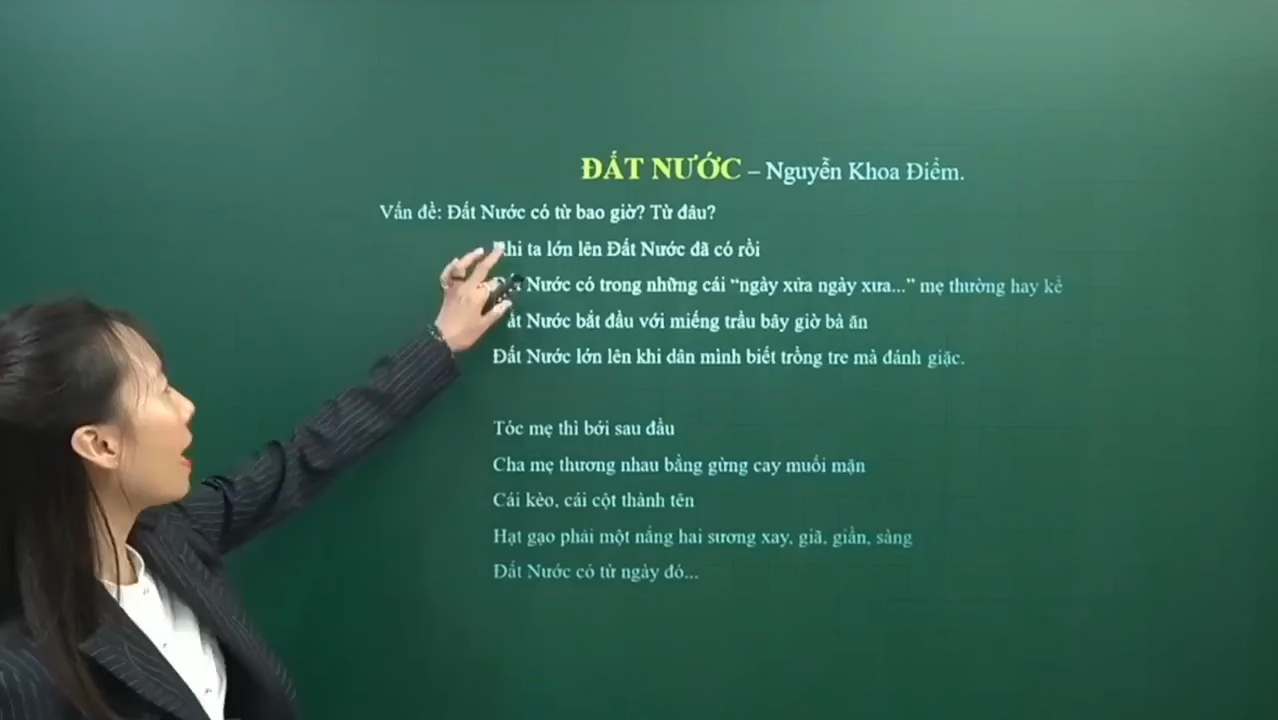 ĐẤT NƯỚC – Nguyễn Khoa Điềm.
Vấn đề: Đất Nước có từ bao giờ? Từ đâu?
Khi ta lớn lên Đất Nước đã có rồi
Đất Nước có trong những cái “ngày xửa ngày xưa...” mẹ thường hay kể
Đất Nước bắt đầu với miếng trầu bây giờ bà ăn
Đất Nước lớn lên khi dân mình biết trồng tre mà đánh giặc.
Tóc mẹ thì bới sau đầu
Cha mẹ thương nhau bằng gừng cay muối mặn
Cái kèo, cái cột thành tên
Hạt gạo phải một nắng hai sương xay, giã, giần, sàng
Đất Nước có từ ngày đó...